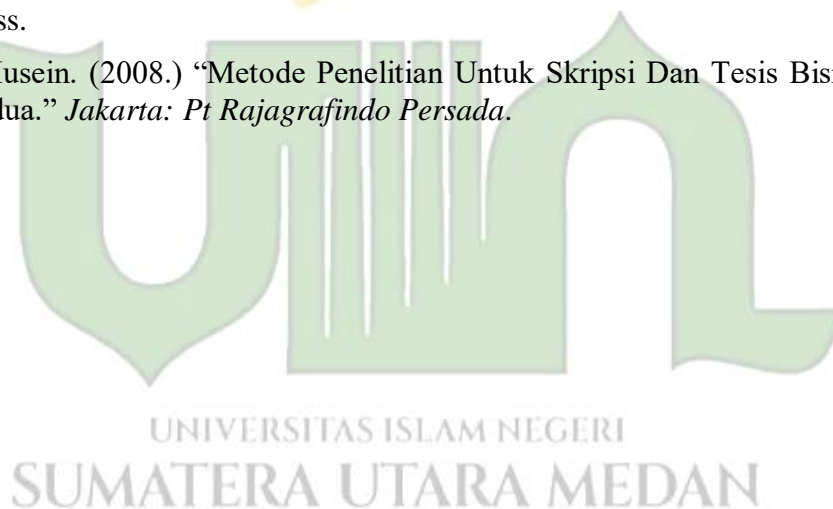 ss.
usein. (2008.) “Metode Penelitian Untuk Skripsi Dan Tesis Bis
dua.” Jakarta: Pt Rajagrafindo Persada.
UNIVERSITAS ISLAM NEGERI
SUMATERA UTARA MEDAN